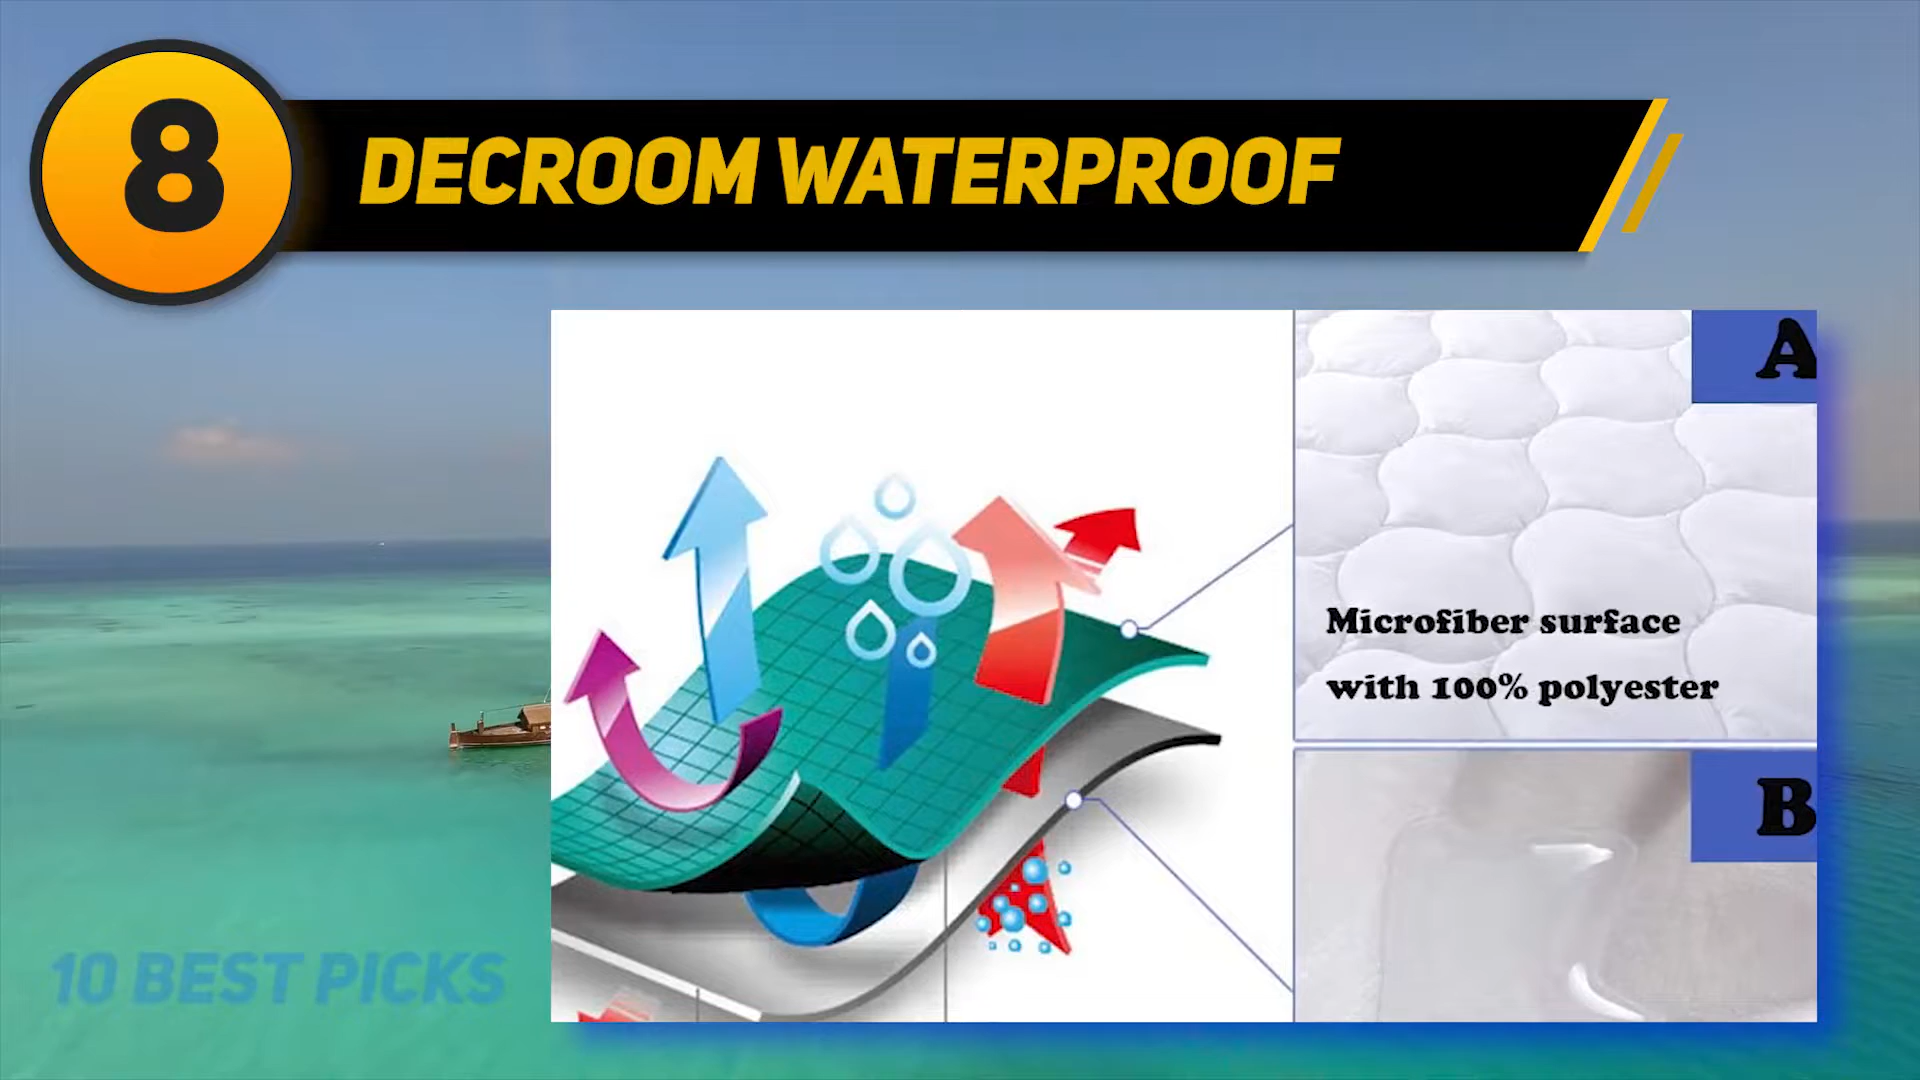 8
DECROOM WATERPROOF
A
Microfiber surface
with 100% polyester
B
10 BEST PICKS